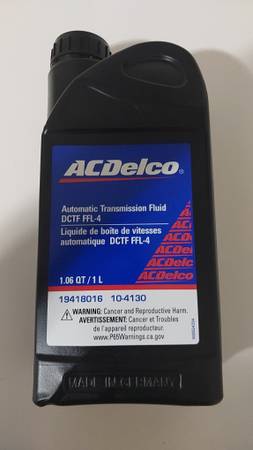 ACDelco®
Automatic Transmission Fluid
DCTF FFL-4
Liquide de boîte de vitesses
automatique DCTF FFL-4
1.06 QT / 1 L
ACDelco
ACDelco
ACDelco
ACDelco
19418016 10-4130
WARNING: Cancer and Reproductive Harm.
AVERTISSEMENT: Cancer et Troubles
de l'appareil reproducteur.
www.P65Warnings.ca.gov
MADE IN GERMANY